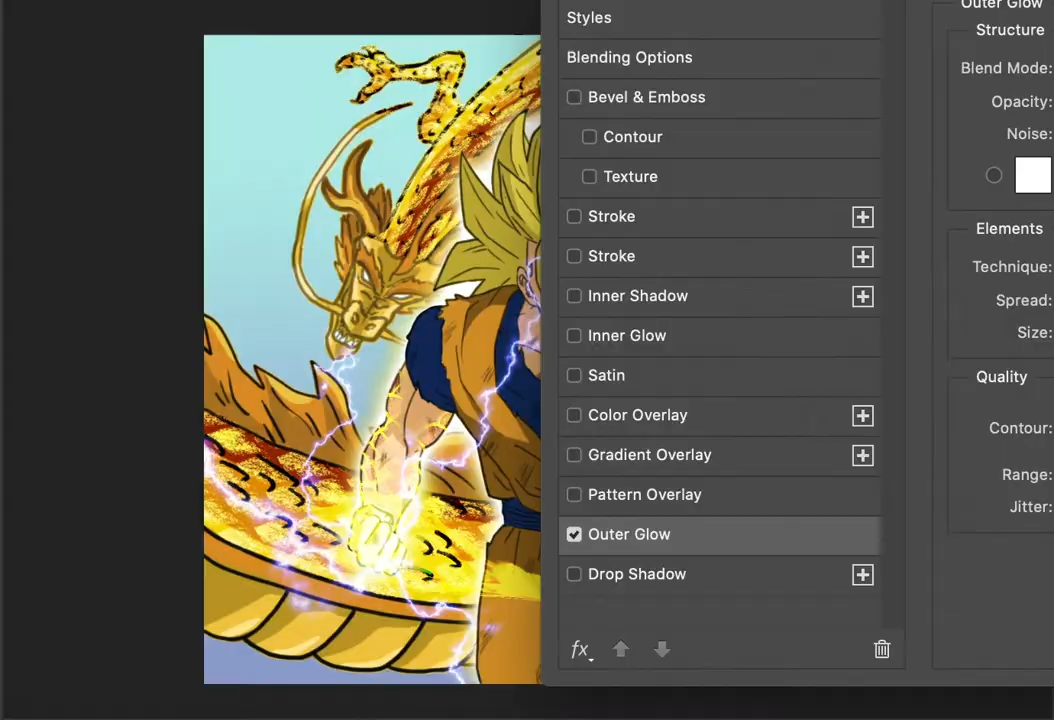 Styles
Blending Options
Bevel & Emboss
Contour
Texture
Stroke
Stroke
Inner Shadow
Inner Glow
Satin
Color Overlay
Gradient Overlay
Pattern Overlay
Outer Glow
Drop Shadow
fx
Outer Glow
Structure
Blend Mode:
Opacity:
Noise:
Elements
Technique:
Spread:
Size:
Quality
Contour:
Range:
Jitter: